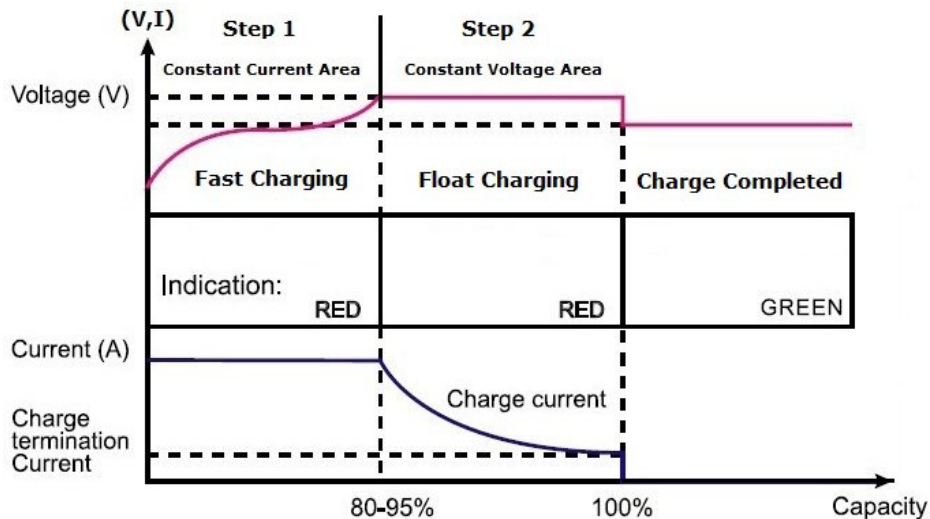 (V,I)
Step 1
Step 2
Constant Current Area
Constant Voltage Area
Voltage (V)
Fast Charging
Float Charging
Charge Completed
Indication:
RED
RED
GREEN
Current (A)
Charge current
Charge
termination
Current
80-95%
100%
Capacity